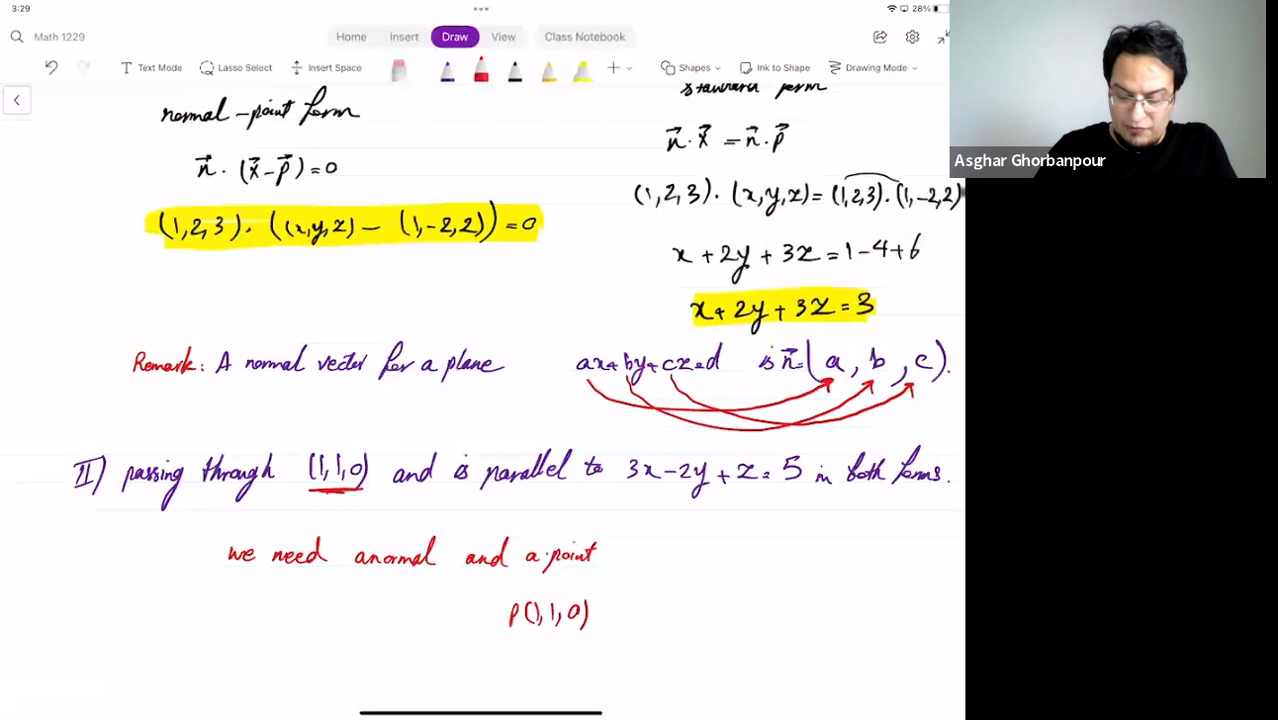 3:29
28%
Math 1229
Home Insert Draw View Class Notebook
Text Mode Lasso Select Insert Space Shapes Ink to Shape Drawing Mode
Asghar Ghorbanpour
normal-point form
n⃗·(x⃗-p⃗)=0
(1,2,3)·((x,y,z)-(1,-2,2))=0
standard form
n⃗·x⃗=n⃗·p⃗
(1,2,3)·(x,y,z)=(1,2,3)·(1,-2,2)
x+2y+3z=1-4+6
x+2y+3z=3
Remark: A normal vector for a plane ax+by+cz=d is n⃗=(a,b,c).
II) passing through (1,1,0) and is parallel to 3x-2y+z=5 in both forms.
we need a normal and a point
P(1,1,0)